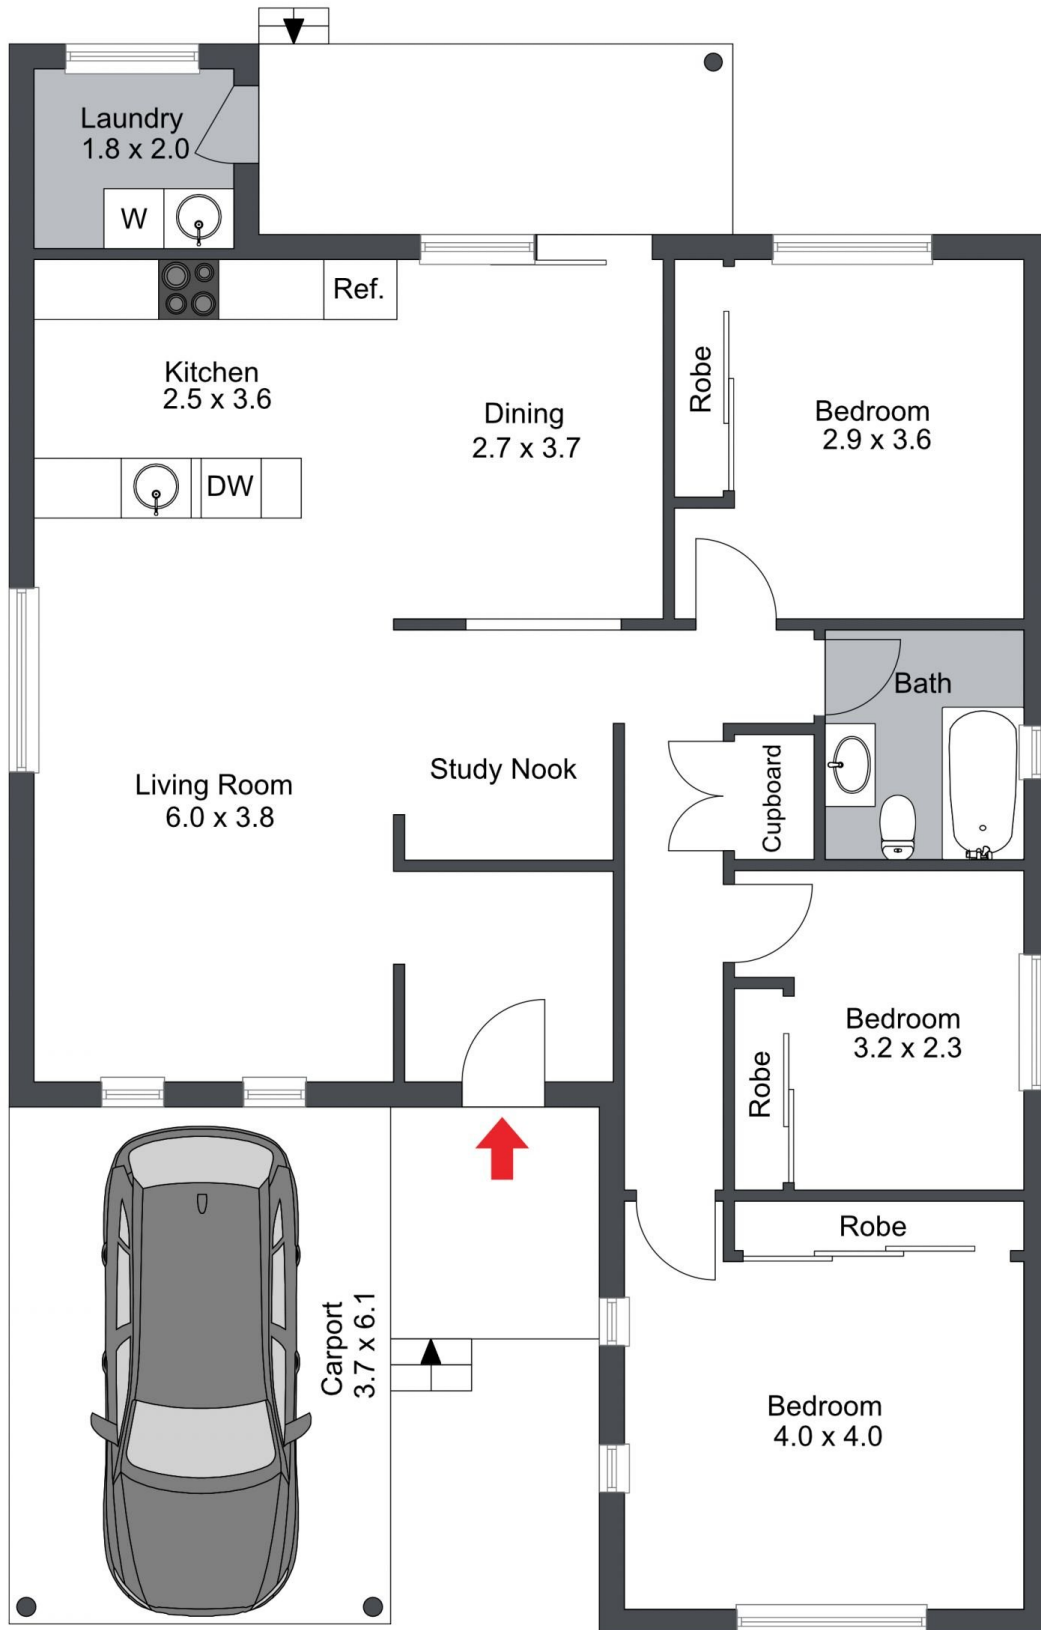 Laundry
1.8 x 2.0
W
Ref.
Kitchen
2.5 x 3.6
Dining
2.7 x 3.7
Robe
Bedroom
2.9 x 3.6
DW
Bath
Study Nook
Cupboard
Living Room
6.0 x 3.8
Bedroom
3.2 x 2.3
Robe
Robe
Carport
3.7 x 6.1
Bedroom
4.0 x 4.0